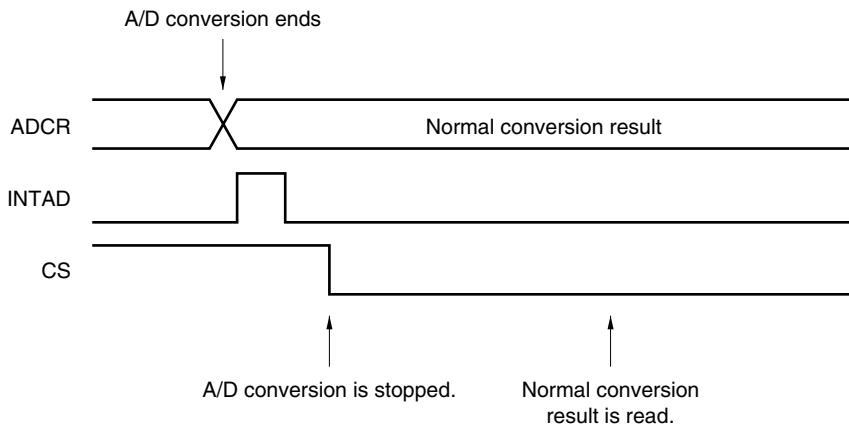 A/D conversion ends
ADCR
Normal conversion result
INTAD
CS
A/D conversion is stopped.
Normal conversion
result is read.